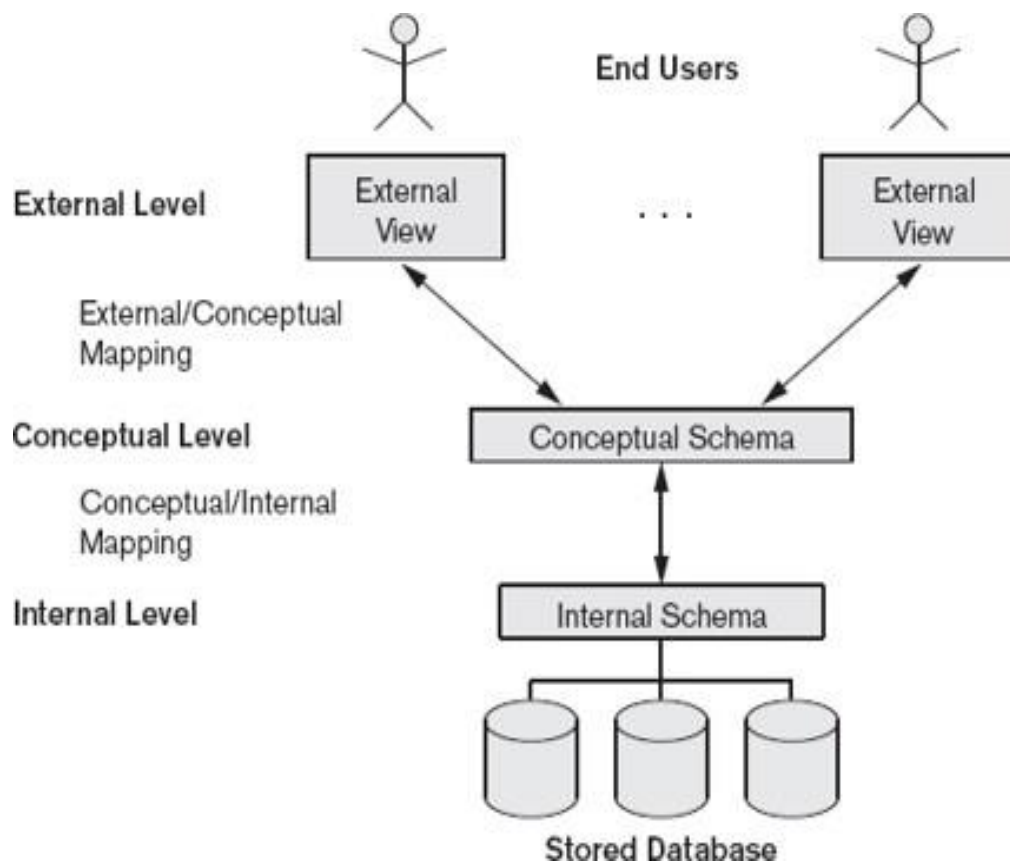 End Users
External Level
External
View
. . .
External
View
External/Conceptual
Mapping
Conceptual Level
Conceptual Schema
Conceptual/Internal
Mapping
Internal Level
Internal Schema
Stored Database